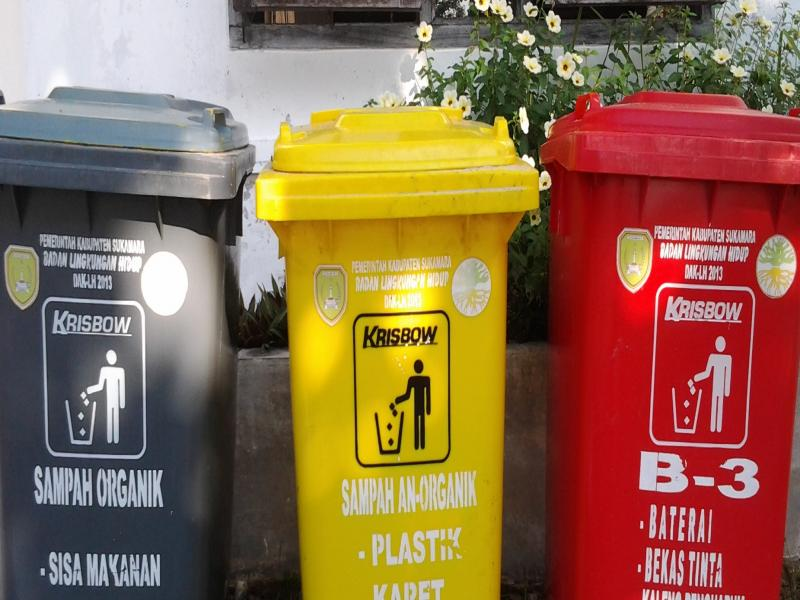 PEMERINTAH KABUPATEN SUKAMARA
BADAN LINGKUNGAN HIDUP
DAK-LH 2013
KRISBOW
SAMPAH ORGANIK
- SISA MAKANAN
PEMERINTAH KABUPATEN SUKAMARA
BADAN LINGKUNGAN HIDUP
DAK-LH 2013
KRISBOW
SAMPAH AN-ORGANIK
- PLASTIK
KARET
PEMERINTAH KABUPATEN SUKAMARA
BADAN LINGKUNGAN HIDUP
DAK-LH 2013
KRISBOW
B-3
- BATERAI
- BEKAS TINTA
KALENG